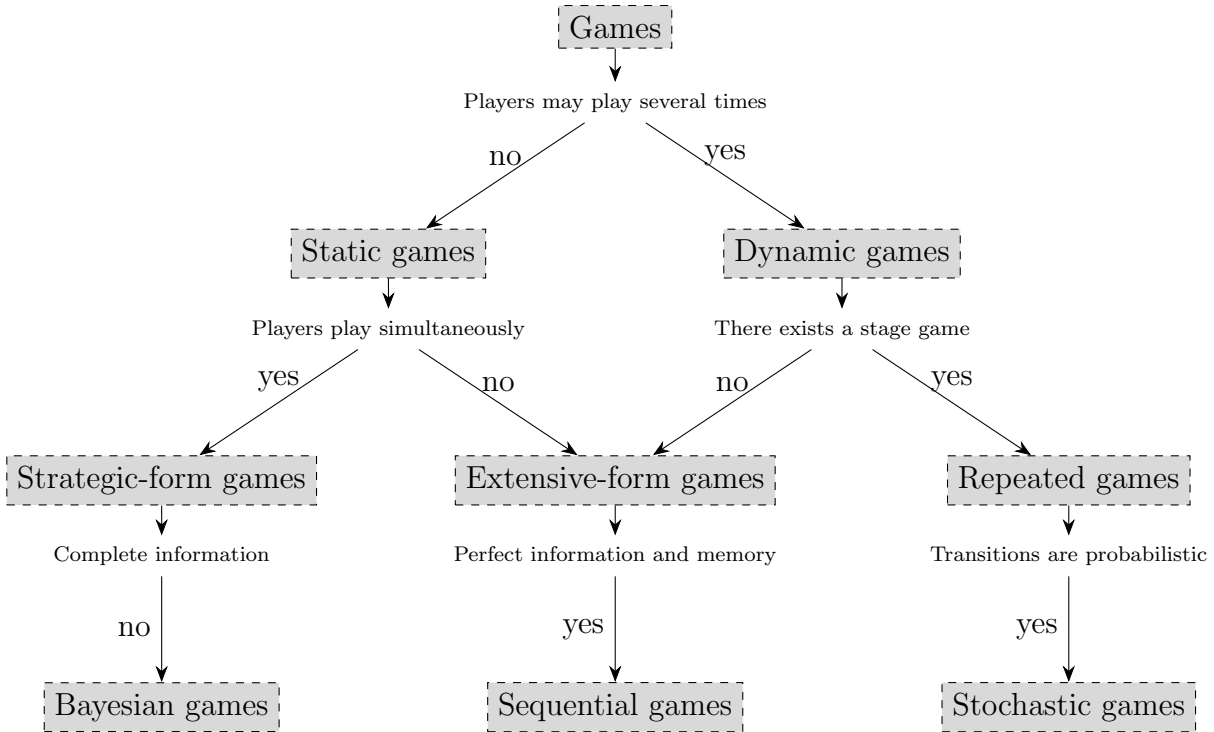 Games
Players may play several times
no
yes
Static games
Dynamic games
Players play simultaneously
There exists a stage game
yes
no
no
yes
Strategic-form games
Extensive-form games
Repeated games
Complete information
Perfect information and memory
Transitions are probabilistic
no
yes
yes
Bayesian games
Sequential games
Stochastic games